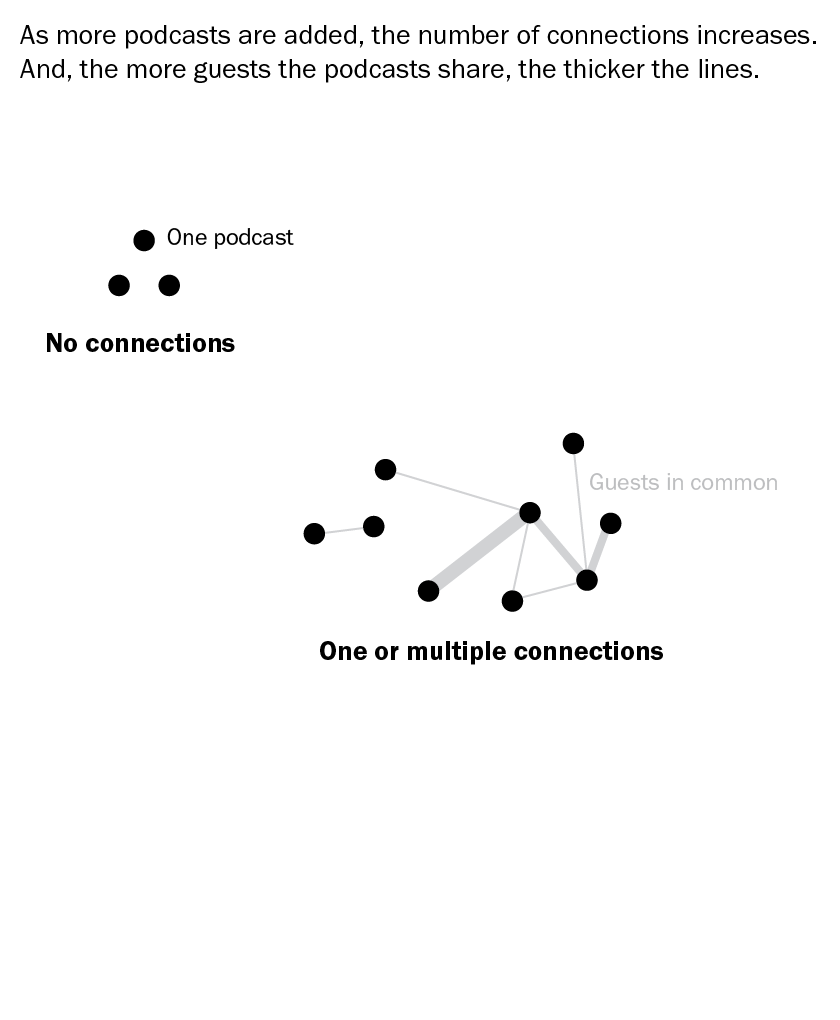 As more podcasts are added, the number of connections increases.
And, the more guests the podcasts share, the thicker the lines.
One podcast
No connections
Guests in common
One or multiple connections